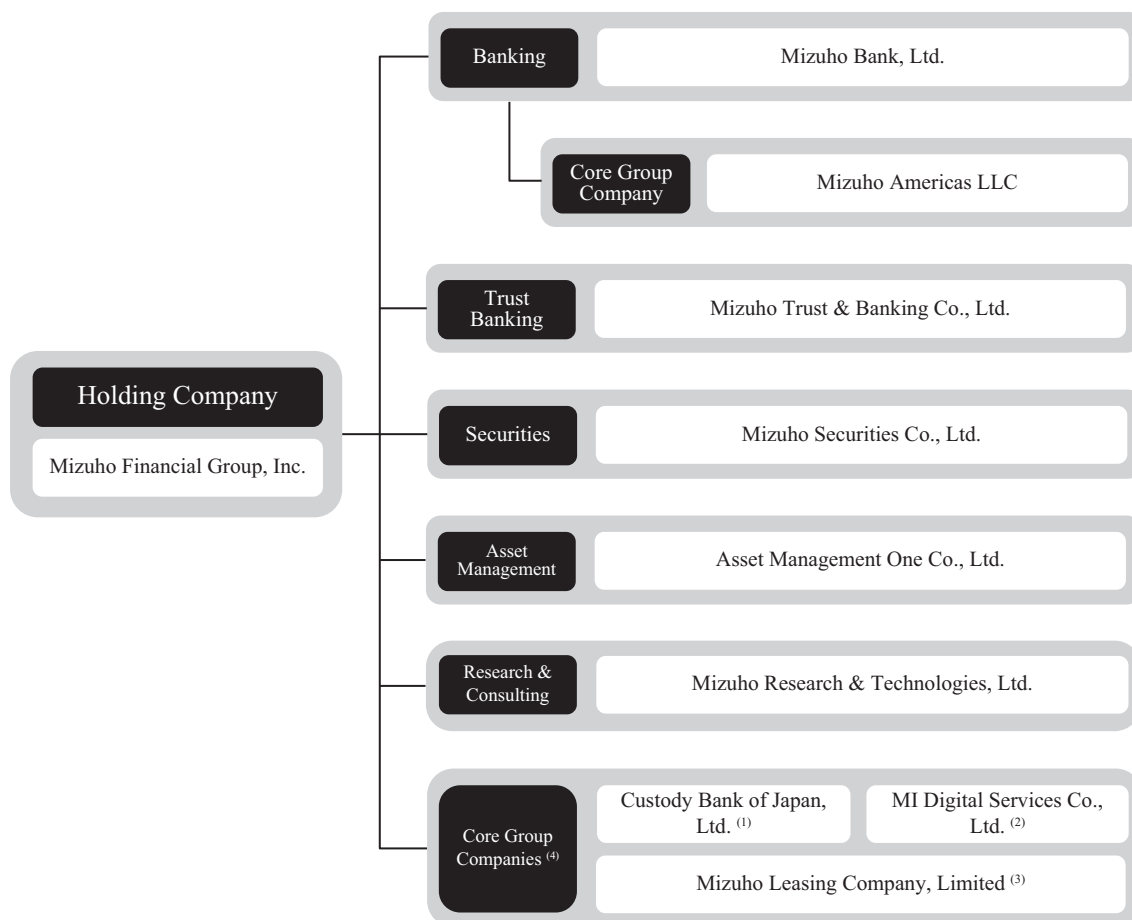 Banking
Mizuho Bank, Ltd.
Core Group
Company
Mizuho Americas LLC
Trust
Banking
Mizuho Trust & Banking Co., Ltd.
Holding Company
Mizuho Financial Group, Inc.
Securities
Mizuho Securities Co., Ltd.
Asset
Management
Asset Management One Co., Ltd.
Research &
Consulting
Mizuho Research & Technologies, Ltd.
Core Group
Companies (4)
Custody Bank of Japan,
Ltd. (1)
MI Digital Services Co.,
Ltd. (2)
Mizuho Leasing Company, Limited (3)